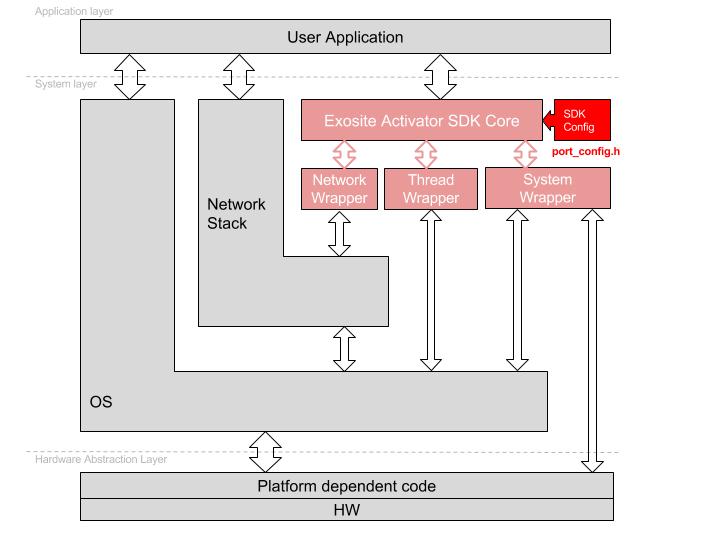 Application layer
User Application
System layer
Exosite Activator SDK Core
SDK
Config
port_config.h
Network
Wrapper
Thread
Wrapper
System
Wrapper
Network
Stack
OS
Hardware Abstraction Layer
Platform dependent code
HW